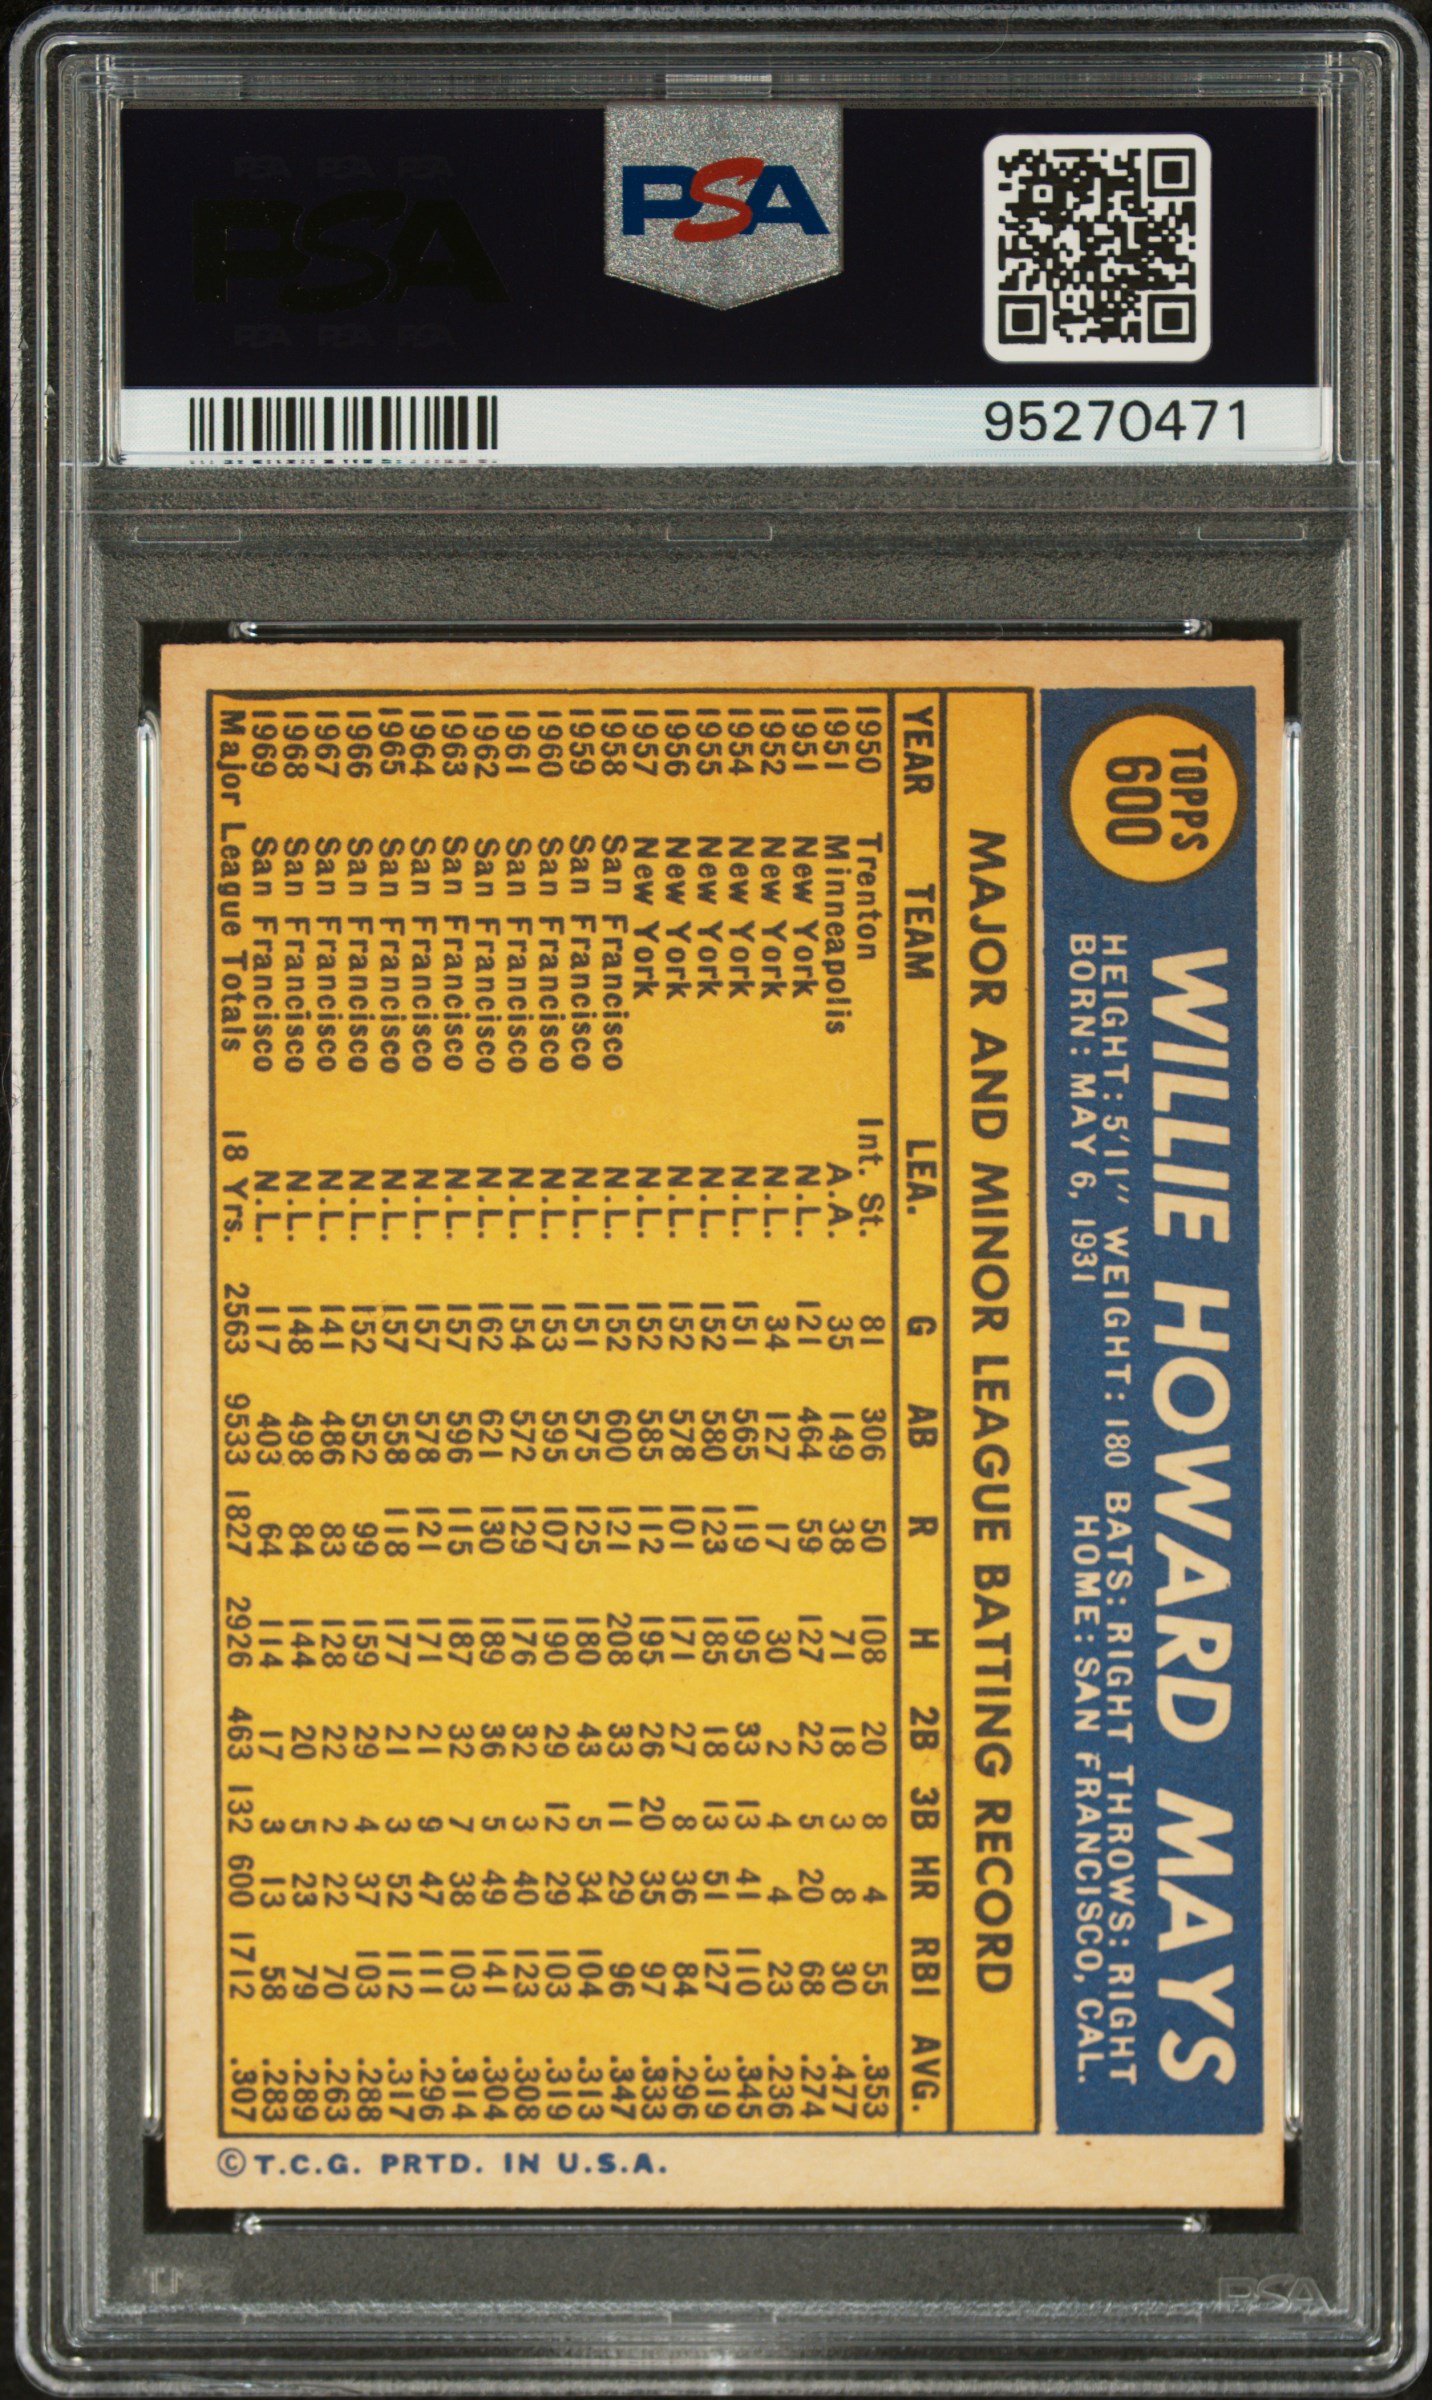 PSA PSA PSA
PSA
PSA PSA PSA
PSA
95270471
TOPPS
600
WILLIE HOWARD MAYS
HEIGHT: 5'11" WEIGHT: 180 BATS: RIGHT THROWS: RIGHT
BORN: MAY 6, 1931 HOME: SAN FRANCISCO, CAL.
MAJOR AND MINOR LEAGUE BATTING RECORD
YEAR TEAM LEA. G AB R H 2B 3B HR RBI AVG.
1950 Trenton Int. St. 81 306 50 108 20 8 4 55 .353
1951 Minneapolis A.A. 35 149 38 71 18 3 8 30 .477
1951 New York N.L. 121 464 59 127 22 5 20 68 .274
1952 New York N.L. 34 127 17 30 2 4 4 23 .236
1954 New York N.L. 151 565 119 195 33 13 41 110 .345
1955 New York N.L. 152 580 123 185 18 13 51 127 .319
1956 New York N.L. 152 578 101 171 27 8 36 84 .296
1957 New York N.L. 152 585 112 195 26 20 35 97 .333
1958 San Francisco N.L. 152 600 121 208 33 11 29 96 .347
1959 San Francisco N.L. 151 575 125 180 43 5 34 104 .313
1960 San Francisco N.L. 153 595 107 190 29 12 29 103 .319
1961 San Francisco N.L. 154 572 129 176 32 3 40 123 .308
1962 San Francisco N.L. 162 621 130 189 36 5 49 141 .304
1963 San Francisco N.L. 157 596 115 187 32 7 38 103 .314
1964 San Francisco N.L. 157 578 121 171 21 9 47 111 .296
1965 San Francisco N.L. 157 558 118 177 21 3 52 112 .317
1966 San Francisco N.L. 152 552 99 159 29 4 37 103 .288
1967 San Francisco N.L. 141 486 83 128 22 2 22 70 .263
1968 San Francisco N.L. 148 498 84 144 20 5 23 79 .289
1969 San Francisco N.L. 117 403 64 114 17 3 13 58 .283
Major League Totals 18 Yrs. 2563 9533 1827 2926 463 132 600 1712 .307
© T.C.G. PRTD. IN U.S.A.
PSA